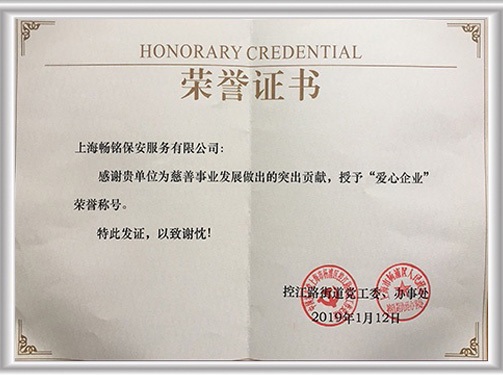 HONORARY CREDENTIAL
荣誉证书
上海畅铭保安服务有限公司：
感谢贵单位为慈善事业发展做出的突出贡献，授予“爱心企业”
荣誉称号。
特此发证，以致谢忱！
控江路街道党工委、办事处
2019年1月12日